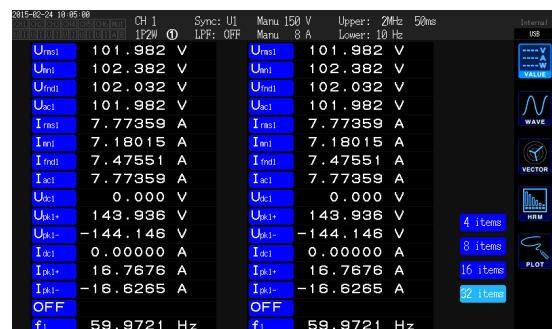 2015-02-24 10:05:00
CH 1 Sync: U1 Manu 150 V Upper: 2MHz 50ms Internal
1P2W ① LPF: OFF Manu 8 A Lower: 10 Hz USB
Urms1 101.982 V Urms1 101.982 V
Umn1 102.382 V Umn1 102.382 V
Ufnd1 102.032 V Ufnd1 102.032 V
Uac1 101.982 V Uac1 101.982 V
Irms1 7.77359 A Irms1 7.77359 A
Imn1 7.18015 A Imn1 7.18015 A
Ifnd1 7.47551 A Ifnd1 7.47551 A
Iac1 7.77359 A Iac1 7.77359 A
Udc1 0.000 V Udc1 0.000 V
Upk1+ 143.936 V Upk1+ 143.936 V
Upk1- -144.146 V Upk1- -144.146 V
Idc1 0.00000 A Idc1 0.00000 A
Ipk1+ 16.7676 A Ipk1+ 16.7676 A
Ipk1- -16.6265 A Ipk1- -16.6265 A
OFF OFF
f1 59.9721 Hz f1 59.9721 Hz
4 items
8 items
16 items
32 items
---V
---A
---W
VALUE
WAVE
VECTOR
HRM
PLOT